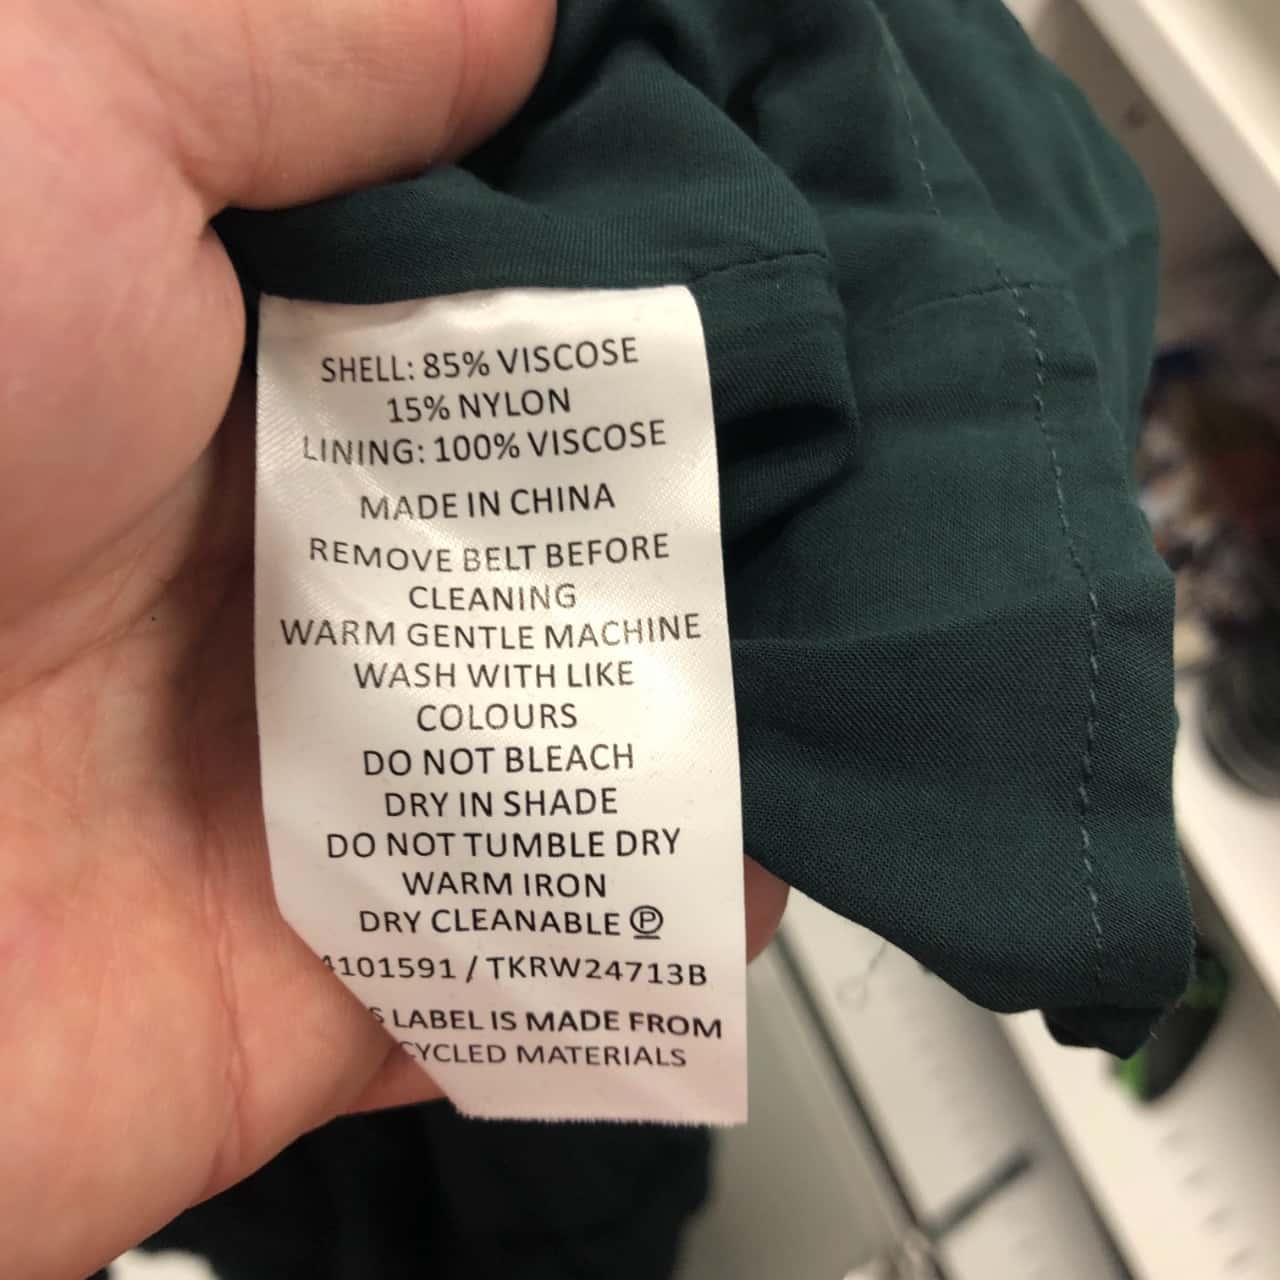 SHELL: 85% VISCOSE
15% NYLON
LINING: 100% VISCOSE
MADE IN CHINA
REMOVE BELT BEFORE
CLEANING
WARM GENTLE MACHINE
WASH WITH LIKE
COLOURS
DO NOT BLEACH
DRY IN SHADE
DO NOT TUMBLE DRY
WARM IRON
DRY CLEANABLE Ⓟ
4101591 / TKRW24713B
S LABEL IS MADE FROM
CYCLED MATERIALS